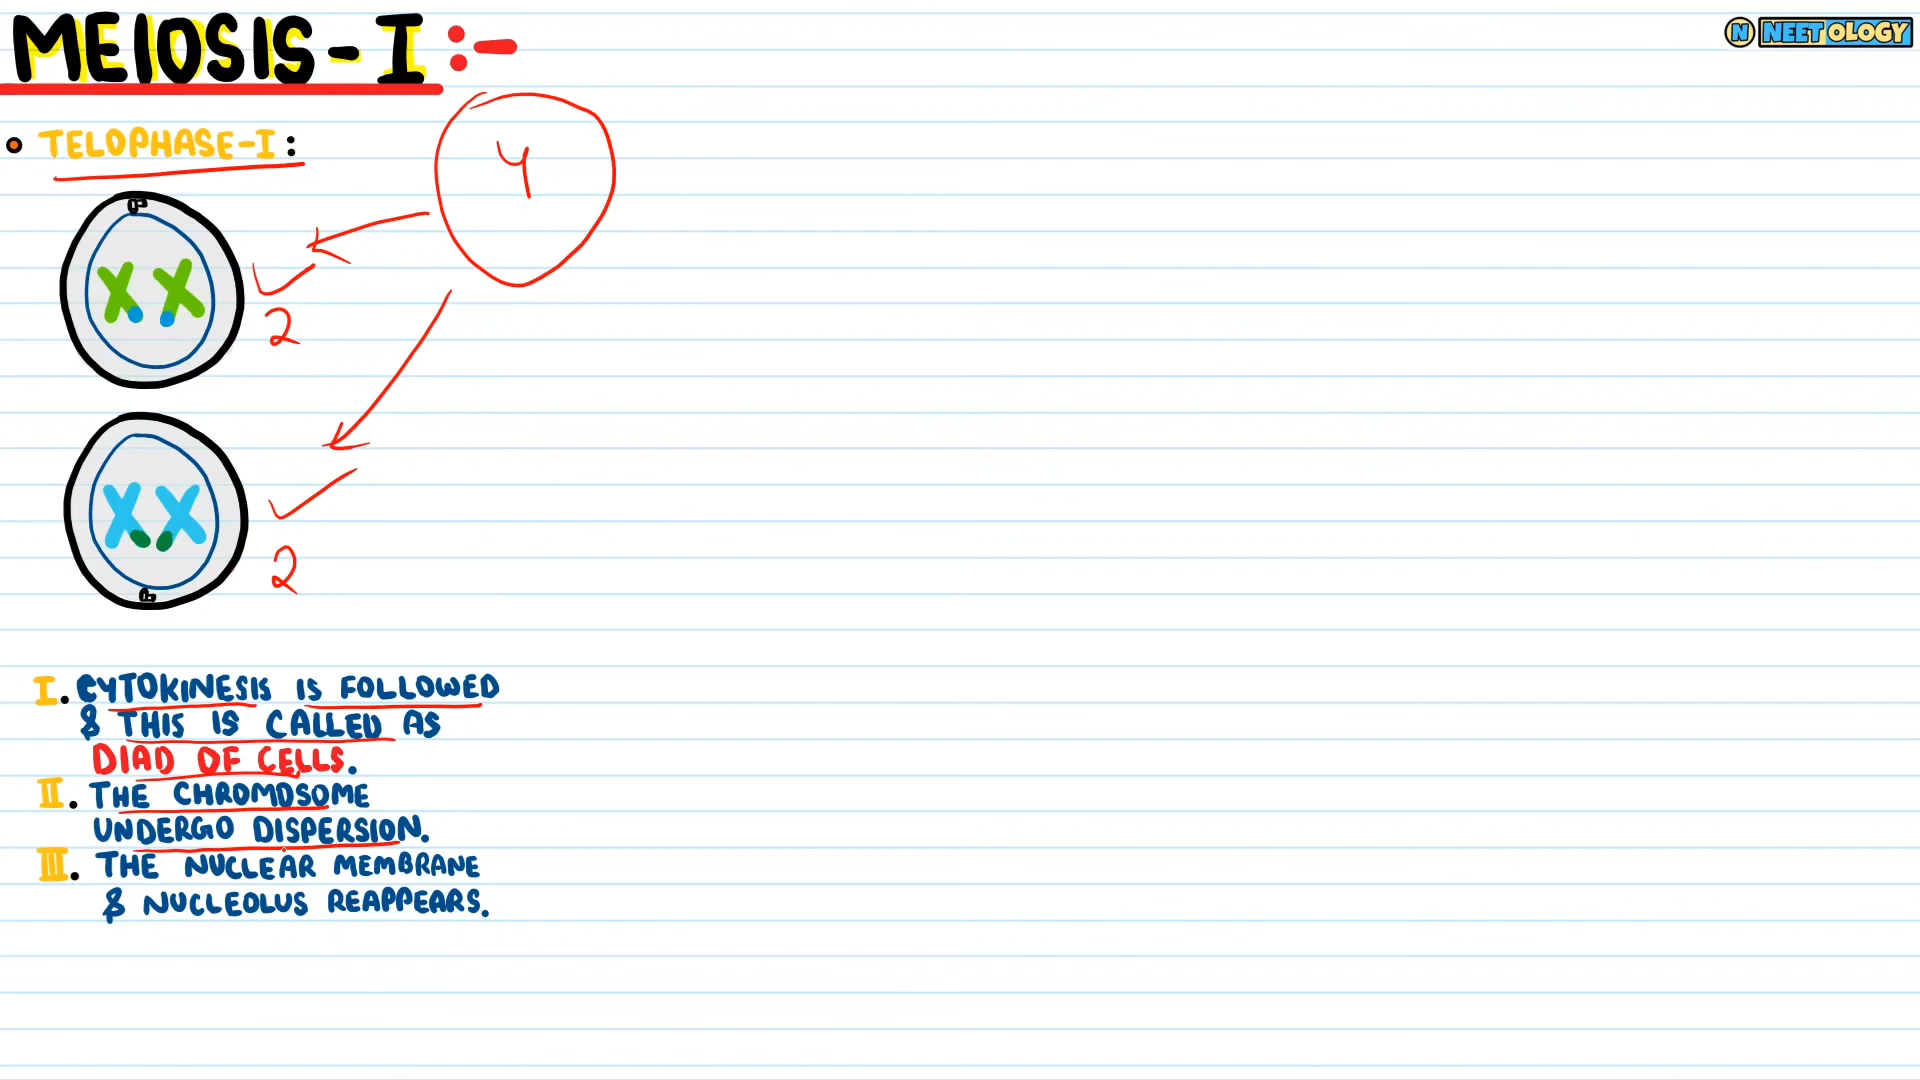 MEIOSIS-I :-
N NEETOLOGY
• TELOPHASE-I :
4
2
2
I. CYTOKINESIS IS FOLLOWED
& THIS IS CALLED AS
DIAD OF CELLS.
II. THE CHROMOSOME
UNDERGO DISPERSION.
III. THE NUCLEAR MEMBRANE
& NUCLEOLUS REAPPEARS.